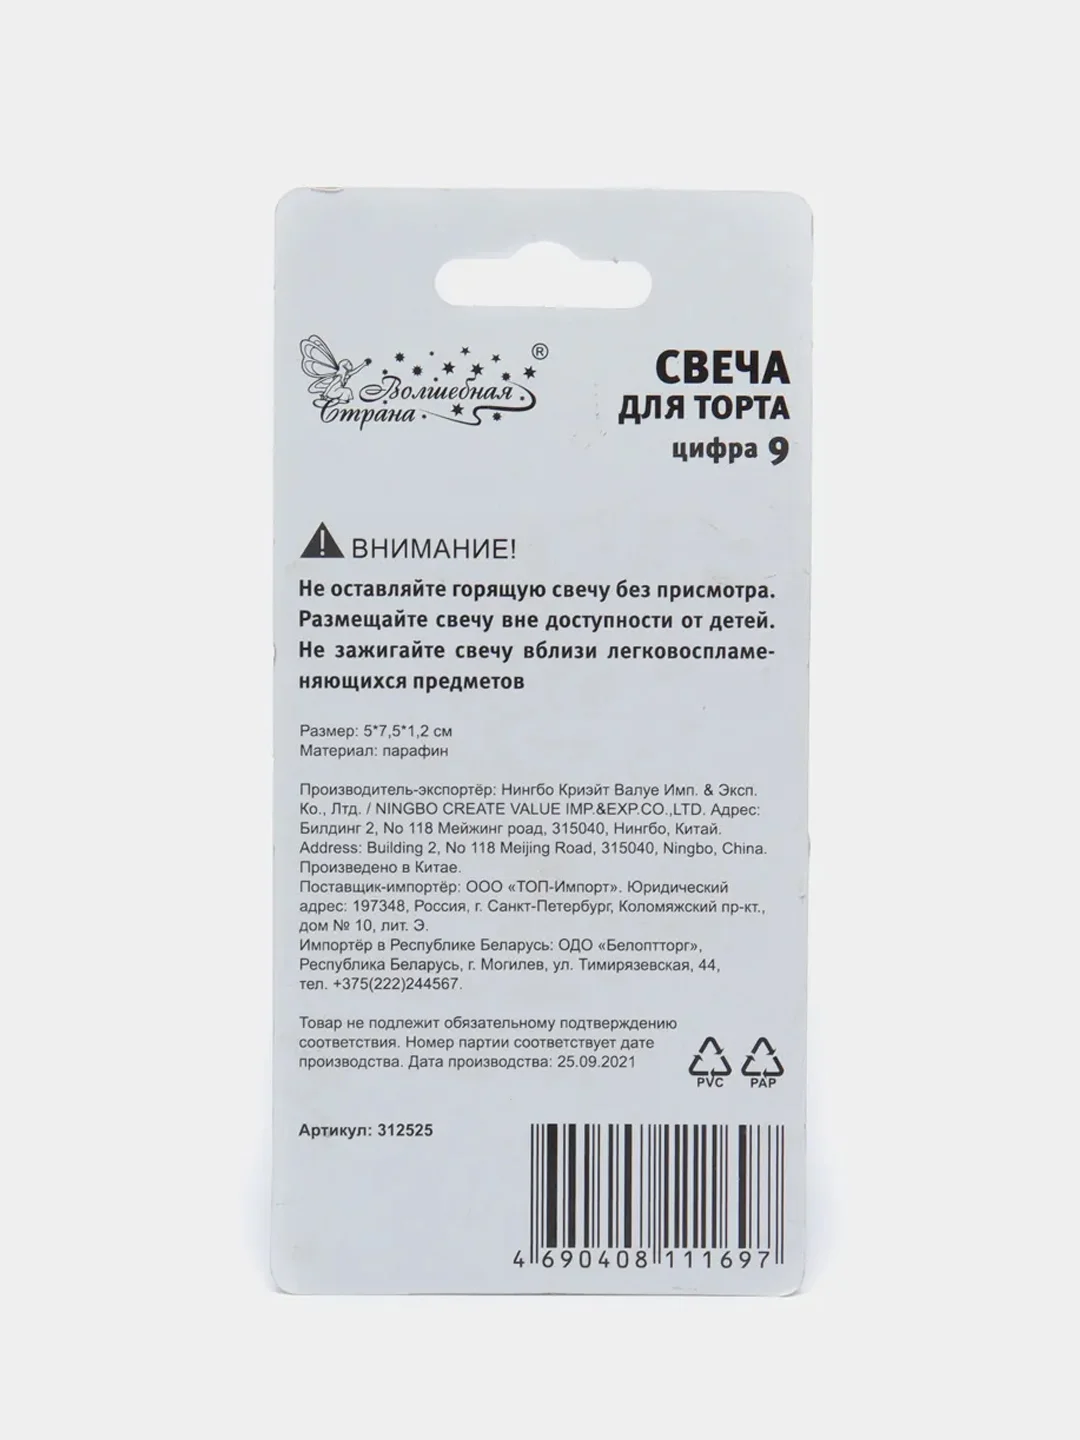 Волшебная
Страна
®
СВЕЧА
ДЛЯ ТОРТА
цифра 9
ВНИМАНИЕ!
Не оставляйте горящую свечу без присмотра.
Размещайте свечу вне доступности от детей.
Не зажигайте свечу вблизи легковоспламе-
няющихся предметов
Размер: 5*7,5*1,2 см
Материал: парафин
Производитель-экспортёр: Нингбо Криэйт Валуе Имп. & Эксп.
Ко., Лтд. / NINGBO CREATE VALUE IMP.&EXP.CO.,LTD. Адрес:
Билдинг 2, No 118 Мейжинг роад, 315040, Нингбо, Китай.
Address: Building 2, No 118 Meijing Road, 315040, Ningbo, China.
Произведено в Китае.
Поставщик-импортёр: ООО «ТОП-Импорт». Юридический
адрес: 197348, Россия, г. Санкт-Петербург, Коломяжский пр-кт.,
дом № 10, лит. Э.
Импортёр в Республике Беларусь: ОДО «Белоптторг»,
Республика Беларусь, г. Могилев, ул. Тимирязевская, 44,
тел. +375(222)244567.
Товар не подлежит обязательному подтверждению
соответствия. Номер партии соответствует дате
производства. Дата производства: 25.09.2021
PVC PAP
Артикул: 312525
4 690408 111697